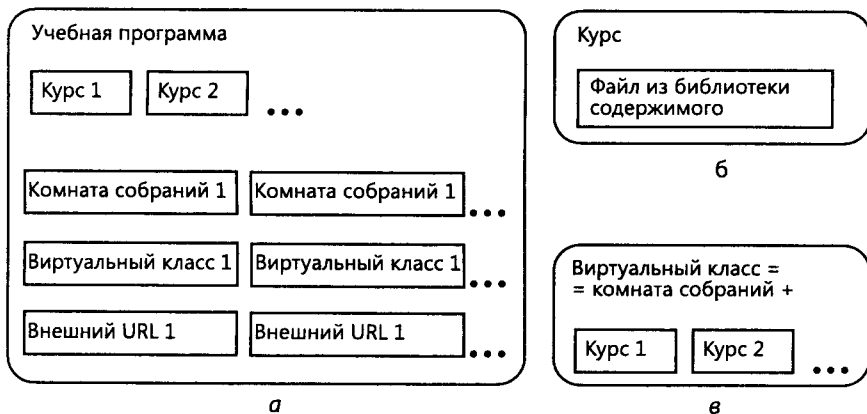 Учебная программа
Курс 1
Курс 2
...
Комната собраний 1
Комната собраний 1
...
Виртуальный класс 1
Виртуальный класс 1
...
Внешний URL 1
Внешний URL 1
...
а
Курс
Файл из библиотеки
содержимого
б
Виртуальный класс =
= комната собраний +
Курс 1
Курс 2
...
в